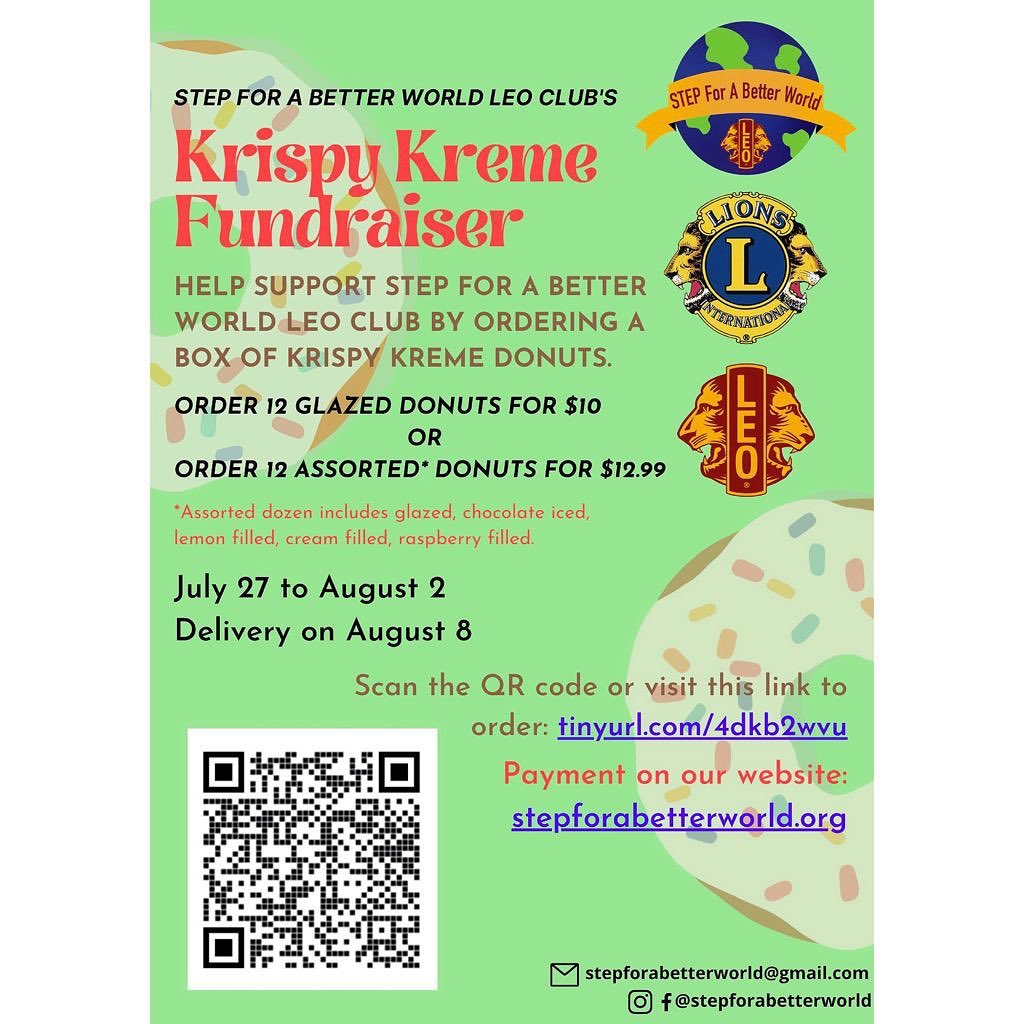 STEP FOR A BETTER WORLD LEO CLUB'S
Krispy Kreme
Fundraiser
HELP SUPPORT STEP FOR A BETTER
WORLD LEO CLUB BY ORDERING A
BOX OF KRISPY KREME DONUTS.
ORDER 12 GLAZED DONUTS FOR $10
OR
ORDER 12 ASSORTED* DONUTS FOR $12.99
*Assorted dozen includes glazed, chocolate iced,
lemon filled, cream filled, raspberry filled.
July 27 to August 2
Delivery on August 8
Scan the QR code or visit this link to
order: tinyurl.com/4dkb2wvu
Payment on our website:
stepforabetterworld.org
stepforabetterworld@gmail.com
@stepforabetterworld
STEP For A Better World
LEO
LIONS
L
INTERNATIONAL
®
LEO
®